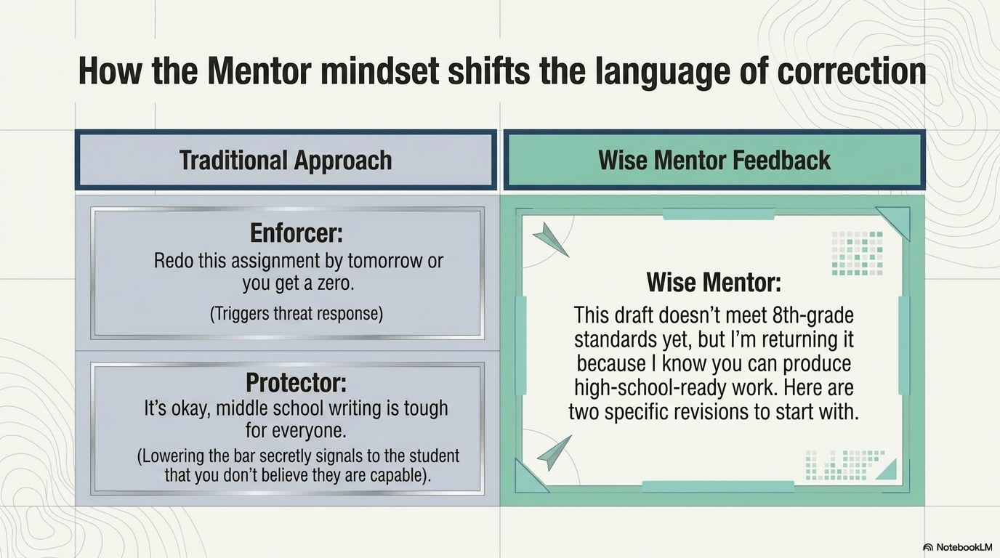 How the Mentor mindset shifts the language of correction
Traditional Approach
Enforcer:
Redo this assignment by tomorrow or
you get a zero.
(Triggers threat response)
Protector:
It's okay, middle school writing is tough
for everyone.
(Lowering the bar secretly signals to the student
that you don't believe they are capable).
Wise Mentor Feedback
Wise Mentor:
This draft doesn't meet 8th-grade
standards yet, but I'm returning it
because I know you can produce
high-school-ready work. Here are
two specific revisions to start with.
NotebookLM